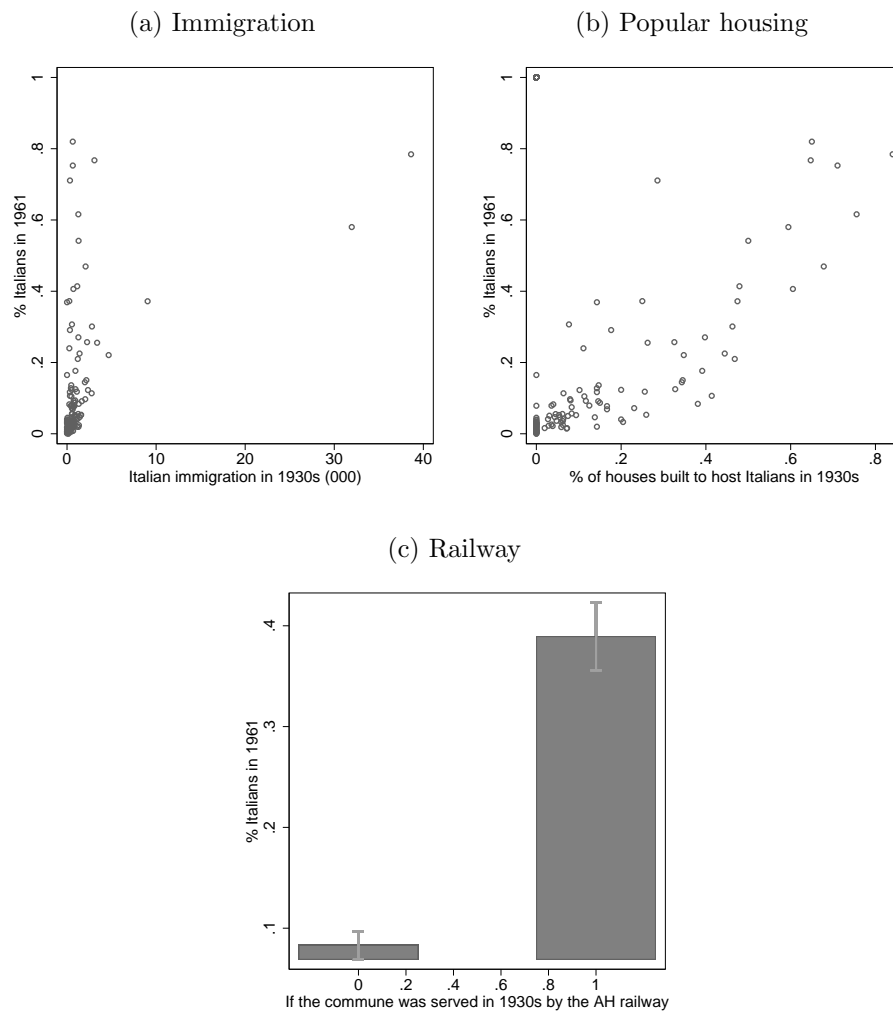 (a) Immigration
(b) Popular housing
% Italians in 1961
0 .2 .4 .6 .8 1
0 10 20 30 40
Italian immigration in 1930s (000)
% Italians in 1961
0 .2 .4 .6 .8 1
0 .2 .4 .6 .8
% of houses built to host Italians in 1930s
(c) Railway
% Italians in 1961
.1 .2 .3 .4
0 .2 .4 .6 .8 1
If the commune was served in 1930s by the AH railway